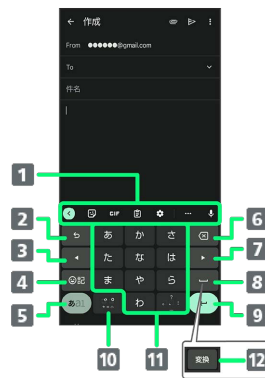 ← 作成
From ●●●●●●@gmail.com
To
件名
1
GIF
2 あ か さ 6
3 た な は 7
4 ☺記 ま や ら 8
5 あa1 わ 、。?! 9
10 11
変換 12